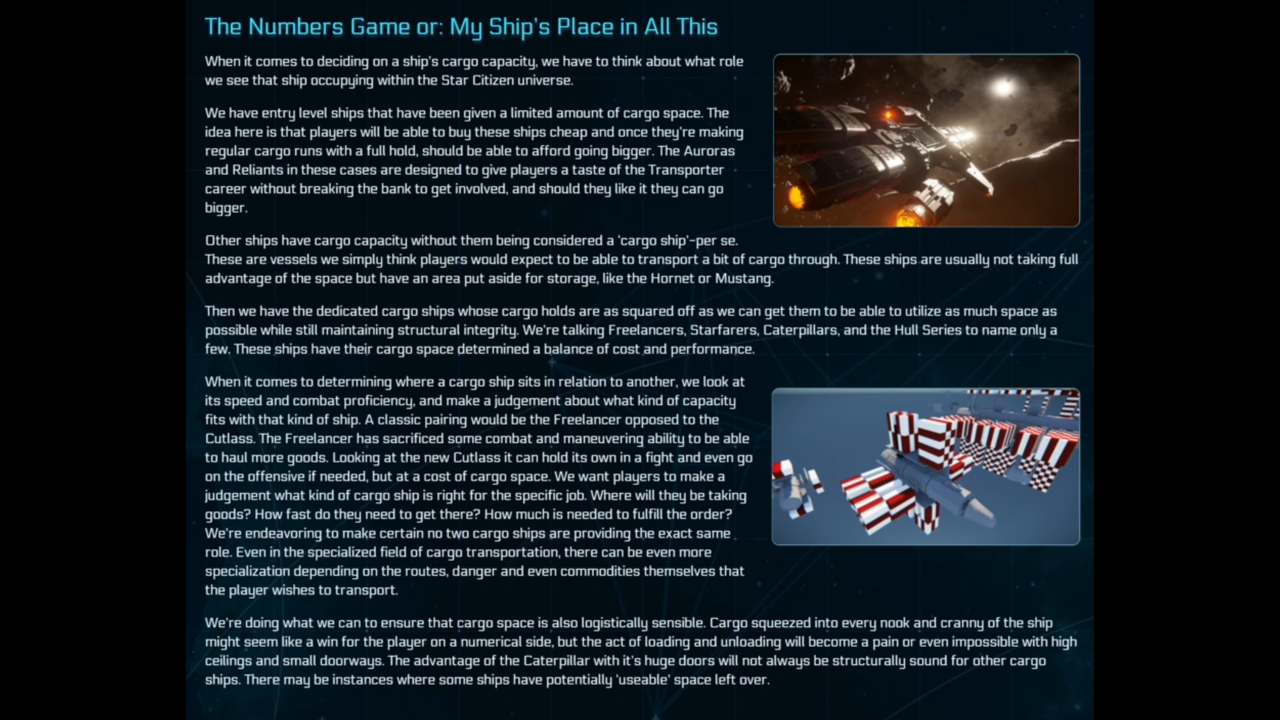 The Numbers Game or: My Ship's Place in All This
When it comes to deciding on a ship's cargo capacity, we have to think about what role
we see that ship occupying within the Star Citizen universe.
We have entry level ships that have been given a limited amount of cargo space. The
idea here is that players will be able to buy these ships cheap and once they're making
regular cargo runs with a full hold, should be able to afford going bigger. The Auroras
and Reliants in these cases are designed to give players a taste of the Transporter
career without breaking the bank to get involved, and should they like it they can go
bigger.
Other ships have cargo capacity without them being considered a 'cargo ship'-per se.
These are vessels we simply think players would expect to be able to transport a bit of cargo through. These ships are usually not taking full
advantage of the space but have an area put aside for storage, like the Hornet or Mustang.
Then we have the dedicated cargo ships whose cargo holds are as squared off as we can get them to be able to utilize as much space as
possible while still maintaining structural integrity. We're talking Freelancers, Starfarers, Caterpillars, and the Hull Series to name only a
few. These ships have their cargo space determined a balance of cost and performance.
When it comes to determining where a cargo ship sits in relation to another, we look at
its speed and combat proficiency, and make a judgement about what kind of capacity
fits with that kind of ship. A classic pairing would be the Freelancer opposed to the
Cutlass. The Freelancer has sacrificed some combat and maneuvering ability to be able
to haul more goods. Looking at the new Cutlass it can hold its own in a fight and even go
on the offensive if needed, but at a cost of cargo space. We want players to make a
judgement what kind of cargo ship is right for the specific job. Where will they be taking
goods? How fast do they need to get there? How much is needed to fulfill the order?
We're endeavoring to make certain no two cargo ships are providing the exact same
role. Even in the specialized field of cargo transportation, there can be even more
specialization depending on the routes, danger and even commodities themselves that
the player wishes to transport.
We're doing what we can to ensure that cargo space is also logistically sensible. Cargo squeezed into every nook and cranny of the ship
might seem like a win for the player on a numerical side, but the act of loading and unloading will become a pain or even impossible with high
ceilings and small doorways. The advantage of the Caterpillar with it's huge doors will not always be structurally sound for other cargo
ships. There may be instances where some ships have potentially 'useable' space left over.